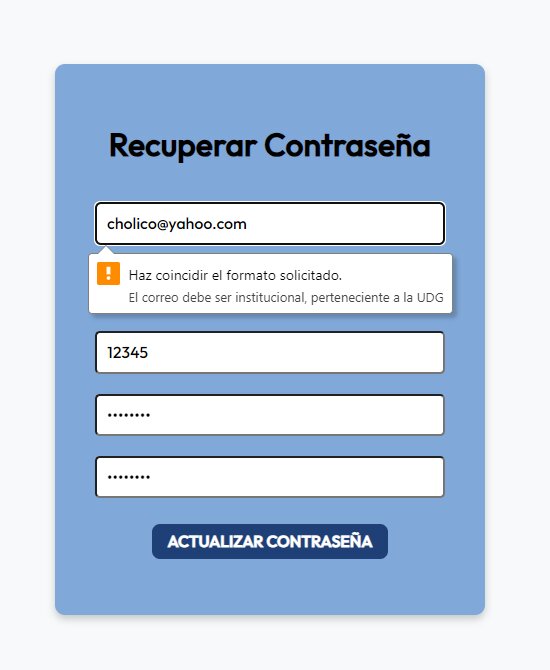 Recuperar Contraseña
cholico@yahoo.com
Haz coincidir el formato solicitado.
El correo debe ser institucional, perteneciente a la UDG
12345
••••••••
••••••••
ACTUALIZAR CONTRASEÑA